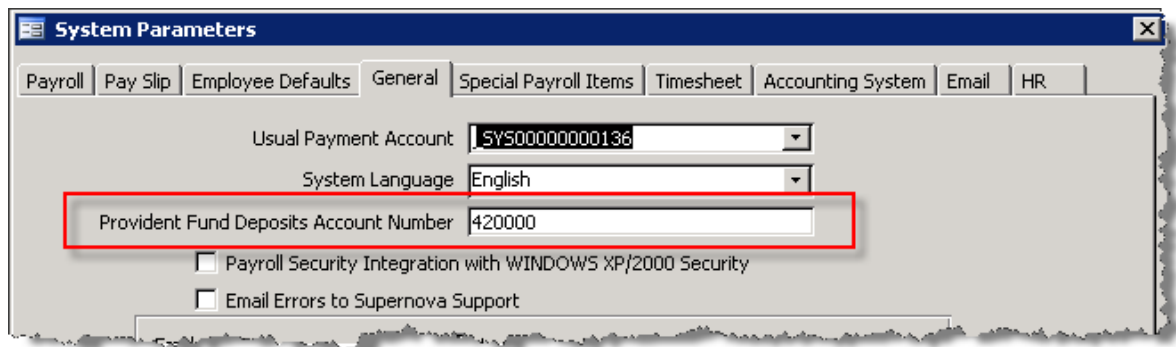 System Parameters
Payroll Pay Slip Employee Defaults General Special Payroll Items Timesheet Accounting System Email HR
Usual Payment Account _SYS00000000136
System Language English
Provident Fund Deposits Account Number 420000
Payroll Security Integration with WINDOWS XP/2000 Security
Email Errors to Supernova Support